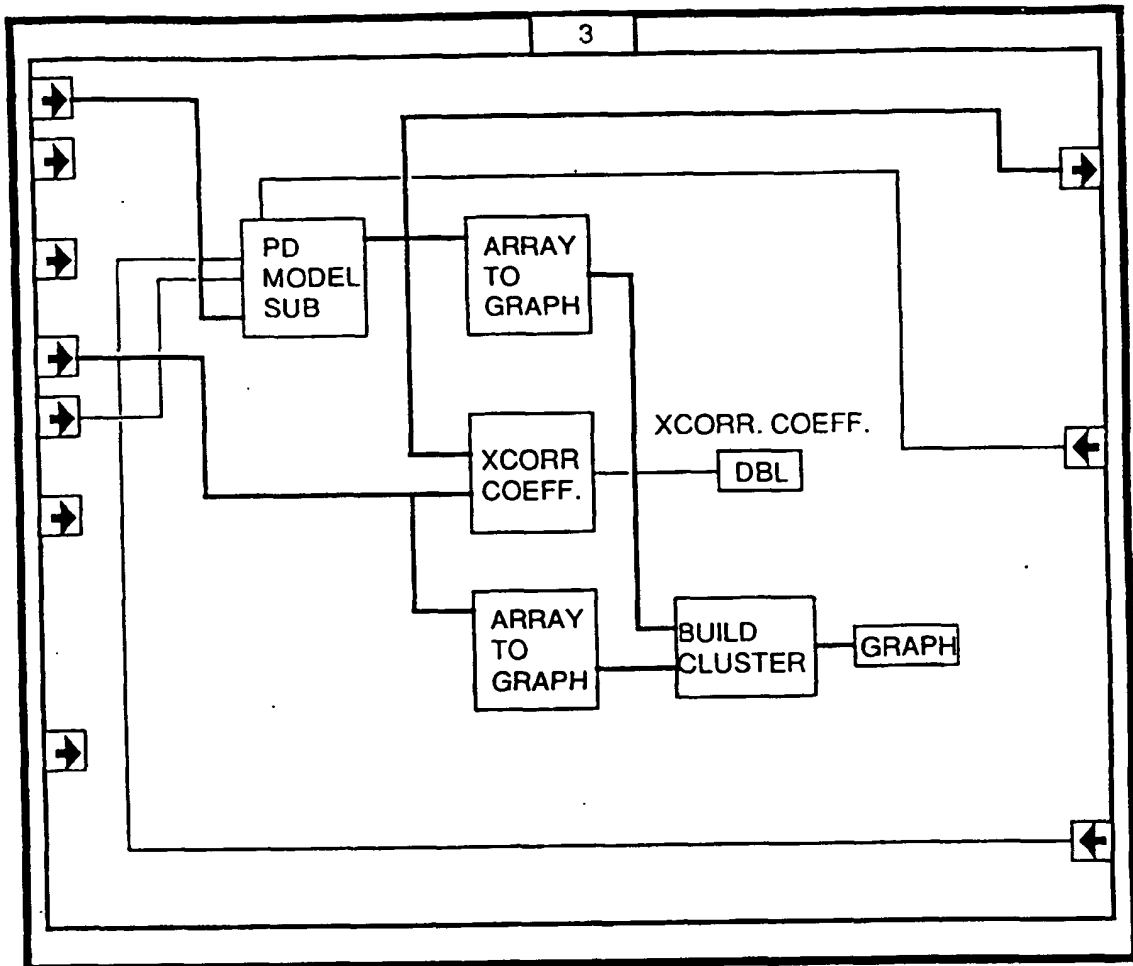 3
PD
MODEL
SUB
ARRAY
TO
GRAPH
XCORR
COEFF.
XCORR. COEFF.
DBL
ARRAY
TO
GRAPH
BUILD
CLUSTER
GRAPH